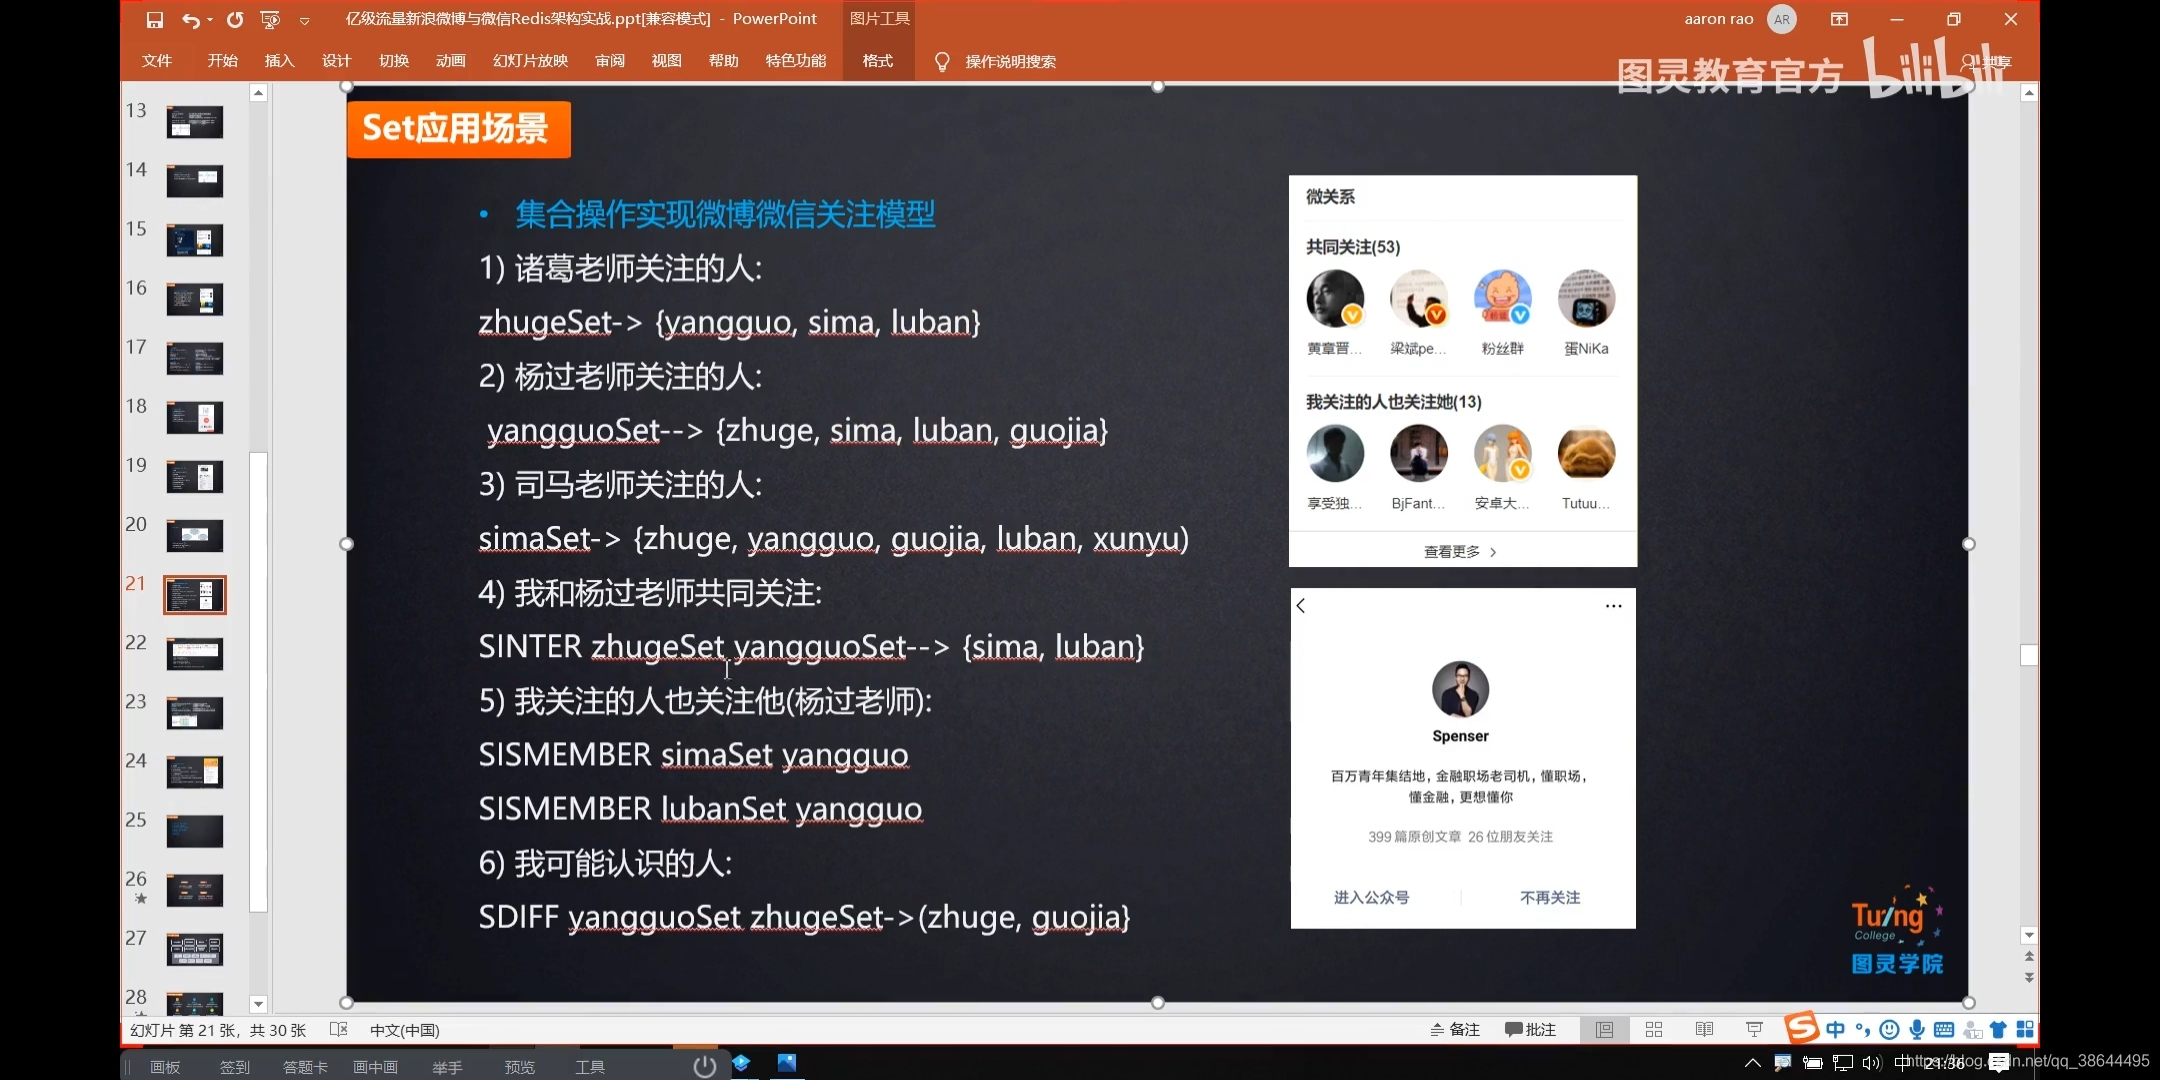 亿级流量新浪微博与微信Redis架构实战.ppt[兼容模式] - PowerPoint
图片工具
aaron rao
AR
文件 开始 插入 设计 切换 动画 幻灯片放映 审阅 视图 帮助 特色功能 格式 操作说明搜索
共享
图灵教育官方 bilibili
13
14
15
16
17
18
19
20
21
22
23
24
25
26
27
28
Set应用场景
• 集合操作实现微博微信关注模型
1) 诸葛老师关注的人:
zhugeSet-> {yangguo, sima, luban}
2) 杨过老师关注的人:
yangguoSet--> {zhuge, sima, luban, guojia}
3) 司马老师关注的人:
simaSet-> {zhuge, yangguo, guojia, luban, xunyu)
4) 我和杨过老师共同关注:
SINTER zhugeSet yangguoSet--> {sima, luban}
5) 我关注的人也关注他(杨过老师):
SISMEMBER simaSet yangguo
SISMEMBER lubanSet yangguo
6) 我可能认识的人:
SDIFF yangguoSet zhugeSet->(zhuge, guojia}
微关系
共同关注(53)
黄章晋... 梁斌pe... 粉丝群 蛋NiKa
我关注的人也关注她(13)
享受独... BjFant... 安卓大... Tutuu...
查看更多 >
Spenser
百万青年集结地，金融职场老司机，懂职场，
懂金融，更想懂你
399篇原创文章 26位朋友关注
进入公众号 不再关注
Turing
College
图灵学院
幻灯片 第 21 张，共 30 张 中文(中国)
备注 批注
中
画板 签到 答题卡 画中画 举手 预览 工具
中 21:36
qq_38644495